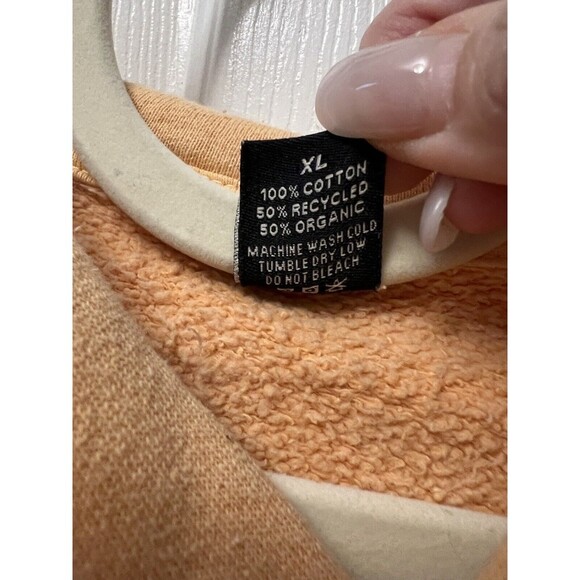 XL
100% COTTON
50% RECYCLED
50% ORGANIC
MACHINE WASH COLD
TUMBLE DRY LOW
DO NOT BLEACH